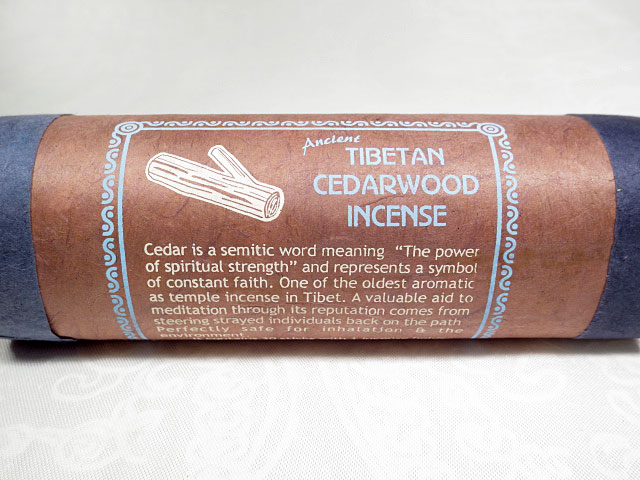 Ancient
TIBETAN
CEDARWOOD
INCENSE
Cedar is a semitic word meaning "The power
of spiritual strength" and represents a symbol
of constant faith. One of the oldest aromatic
as temple incense in Tibet. A valuable aid to
meditation through its reputation comes from
steering strayed individuals back on the path
Perfectly safe for inhalation & the
environment.